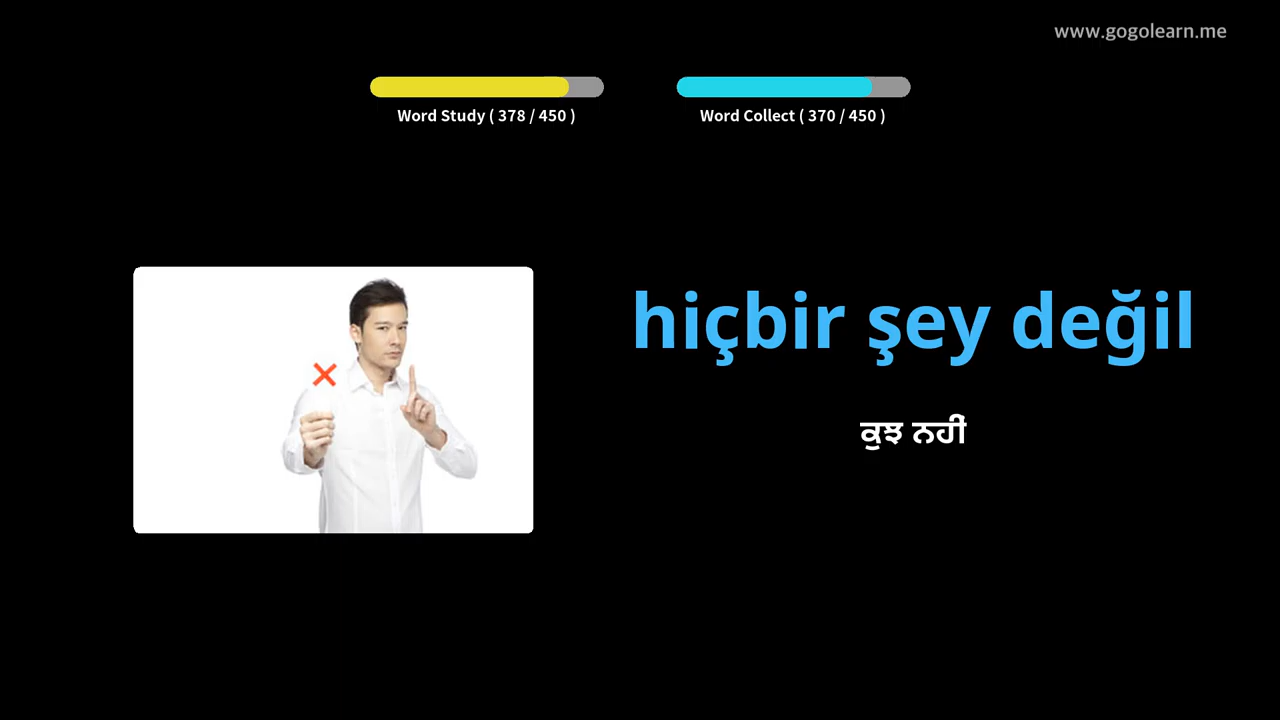 www.gogolearn.me
Word Study ( 378 / 450 )
Word Collect ( 370 / 450 )
hiçbir şey değil
ਕੁਝ ਨਹੀਂ